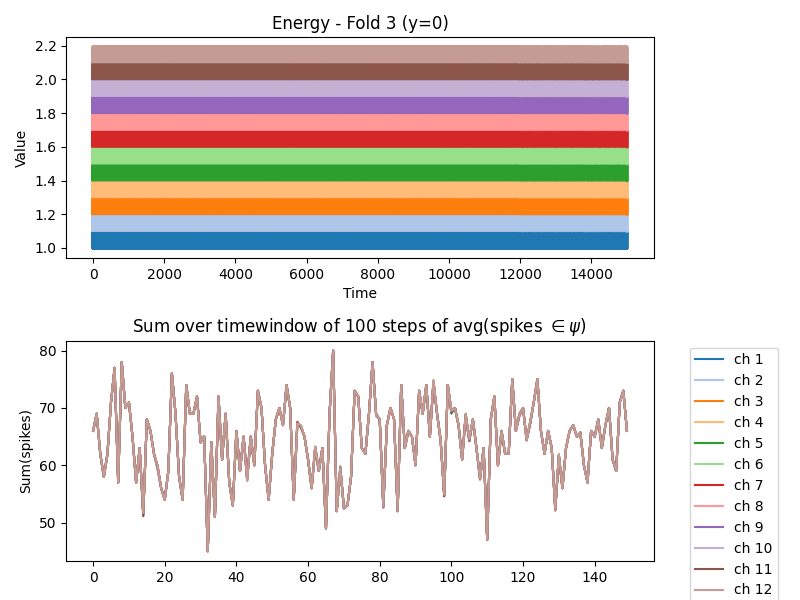 Energy - Fold 3 (y=0)
2.2
2.0
1.8
1.6
1.4
1.2
1.0
Value
0 2000 4000 6000 8000 10000 12000 14000
Time
Sum over timewindow of 100 steps of avg(spikes ∈ ψ)
80
70
60
50
Sum(spikes)
0 20 40 60 80 100 120 140
ch 1
ch 2
ch 3
ch 4
ch 5
ch 6
ch 7
ch 8
ch 9
ch 10
ch 11
ch 12